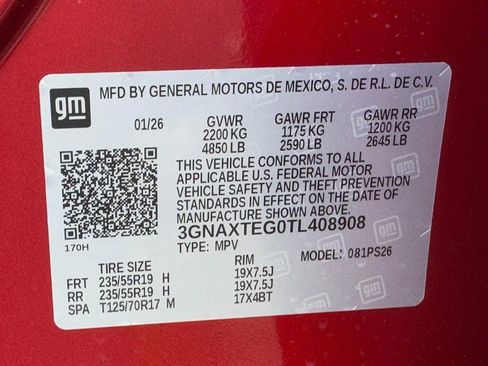 gm
MFD BY GENERAL MOTORS DE MEXICO, S. DE R.L. DE C.V.
01/26 GVWR GAWR FRT GAWR RR
2200 KG 1175 KG 1200 KG
4850 LB 2590 LB 2645 LB
THIS VEHICLE CONFORMS TO ALL
APPLICABLE U.S. FEDERAL MOTOR
VEHICLE SAFETY AND THEFT PREVENTION
STANDARDS IN EFFECT ON THE DATE OF
MANUFACTURE SHOWN ABOVE.
3GNAXTEG0TL408908
170H TYPE: MPV MODEL: 081PS26
TIRE SIZE RIM
FRT 235/55R19 H 19X7.5J
RR 235/55R19 H 19X7.5J
SPA T125/70R17 M 17X4BT